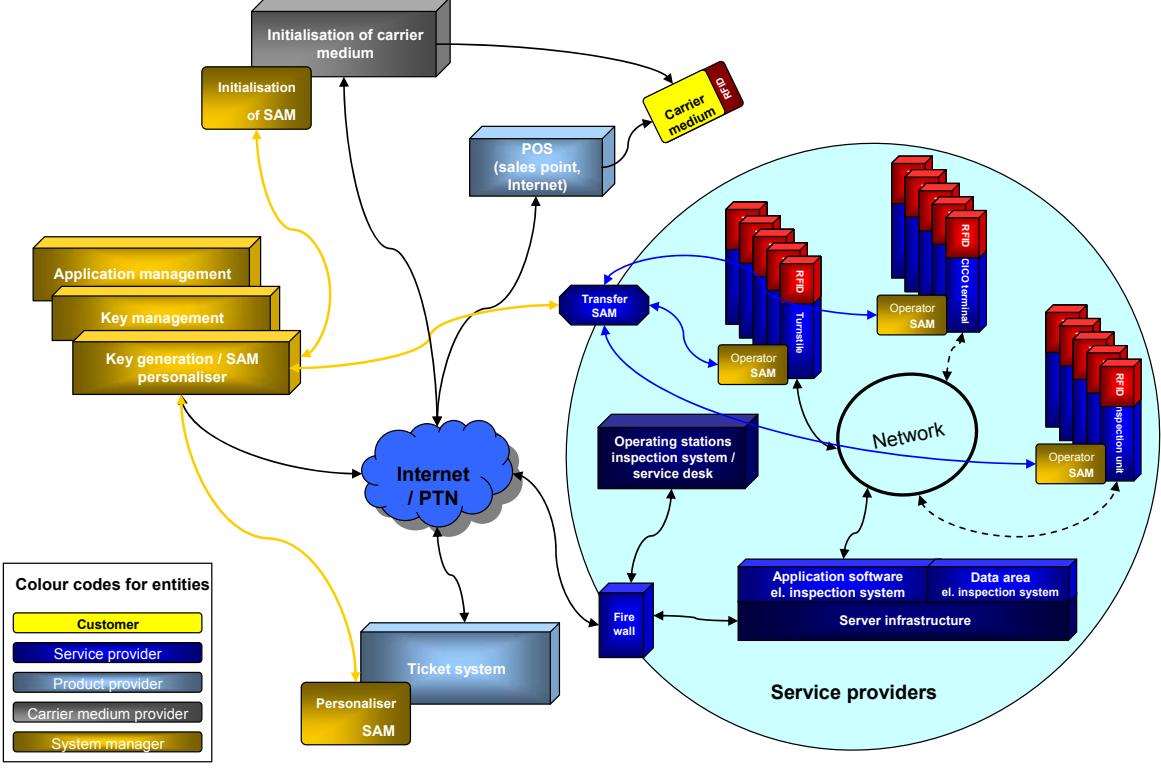 Initialisation of carrier
medium
Initialisation
of SAM
RFID
Carrier
medium
POS
(sales point,
Internet)
Application management
Key management
Key generation / SAM
personaliser
Transfer
SAM
RFID
Turnstile
Operator
SAM
RFID
CICO terminal
Operator
SAM
RFID
nspection unit
Operator
SAM
Network
Operating stations
inspection system /
service desk
Internet
/ PTN
Application software
el. inspection system
Data area
el. inspection system
Server infrastructure
Fire
wall
Service providers
Ticket system
Personaliser
SAM
Colour codes for entities
Customer
Service provider
Product provider
Carrier medium provider
System manager